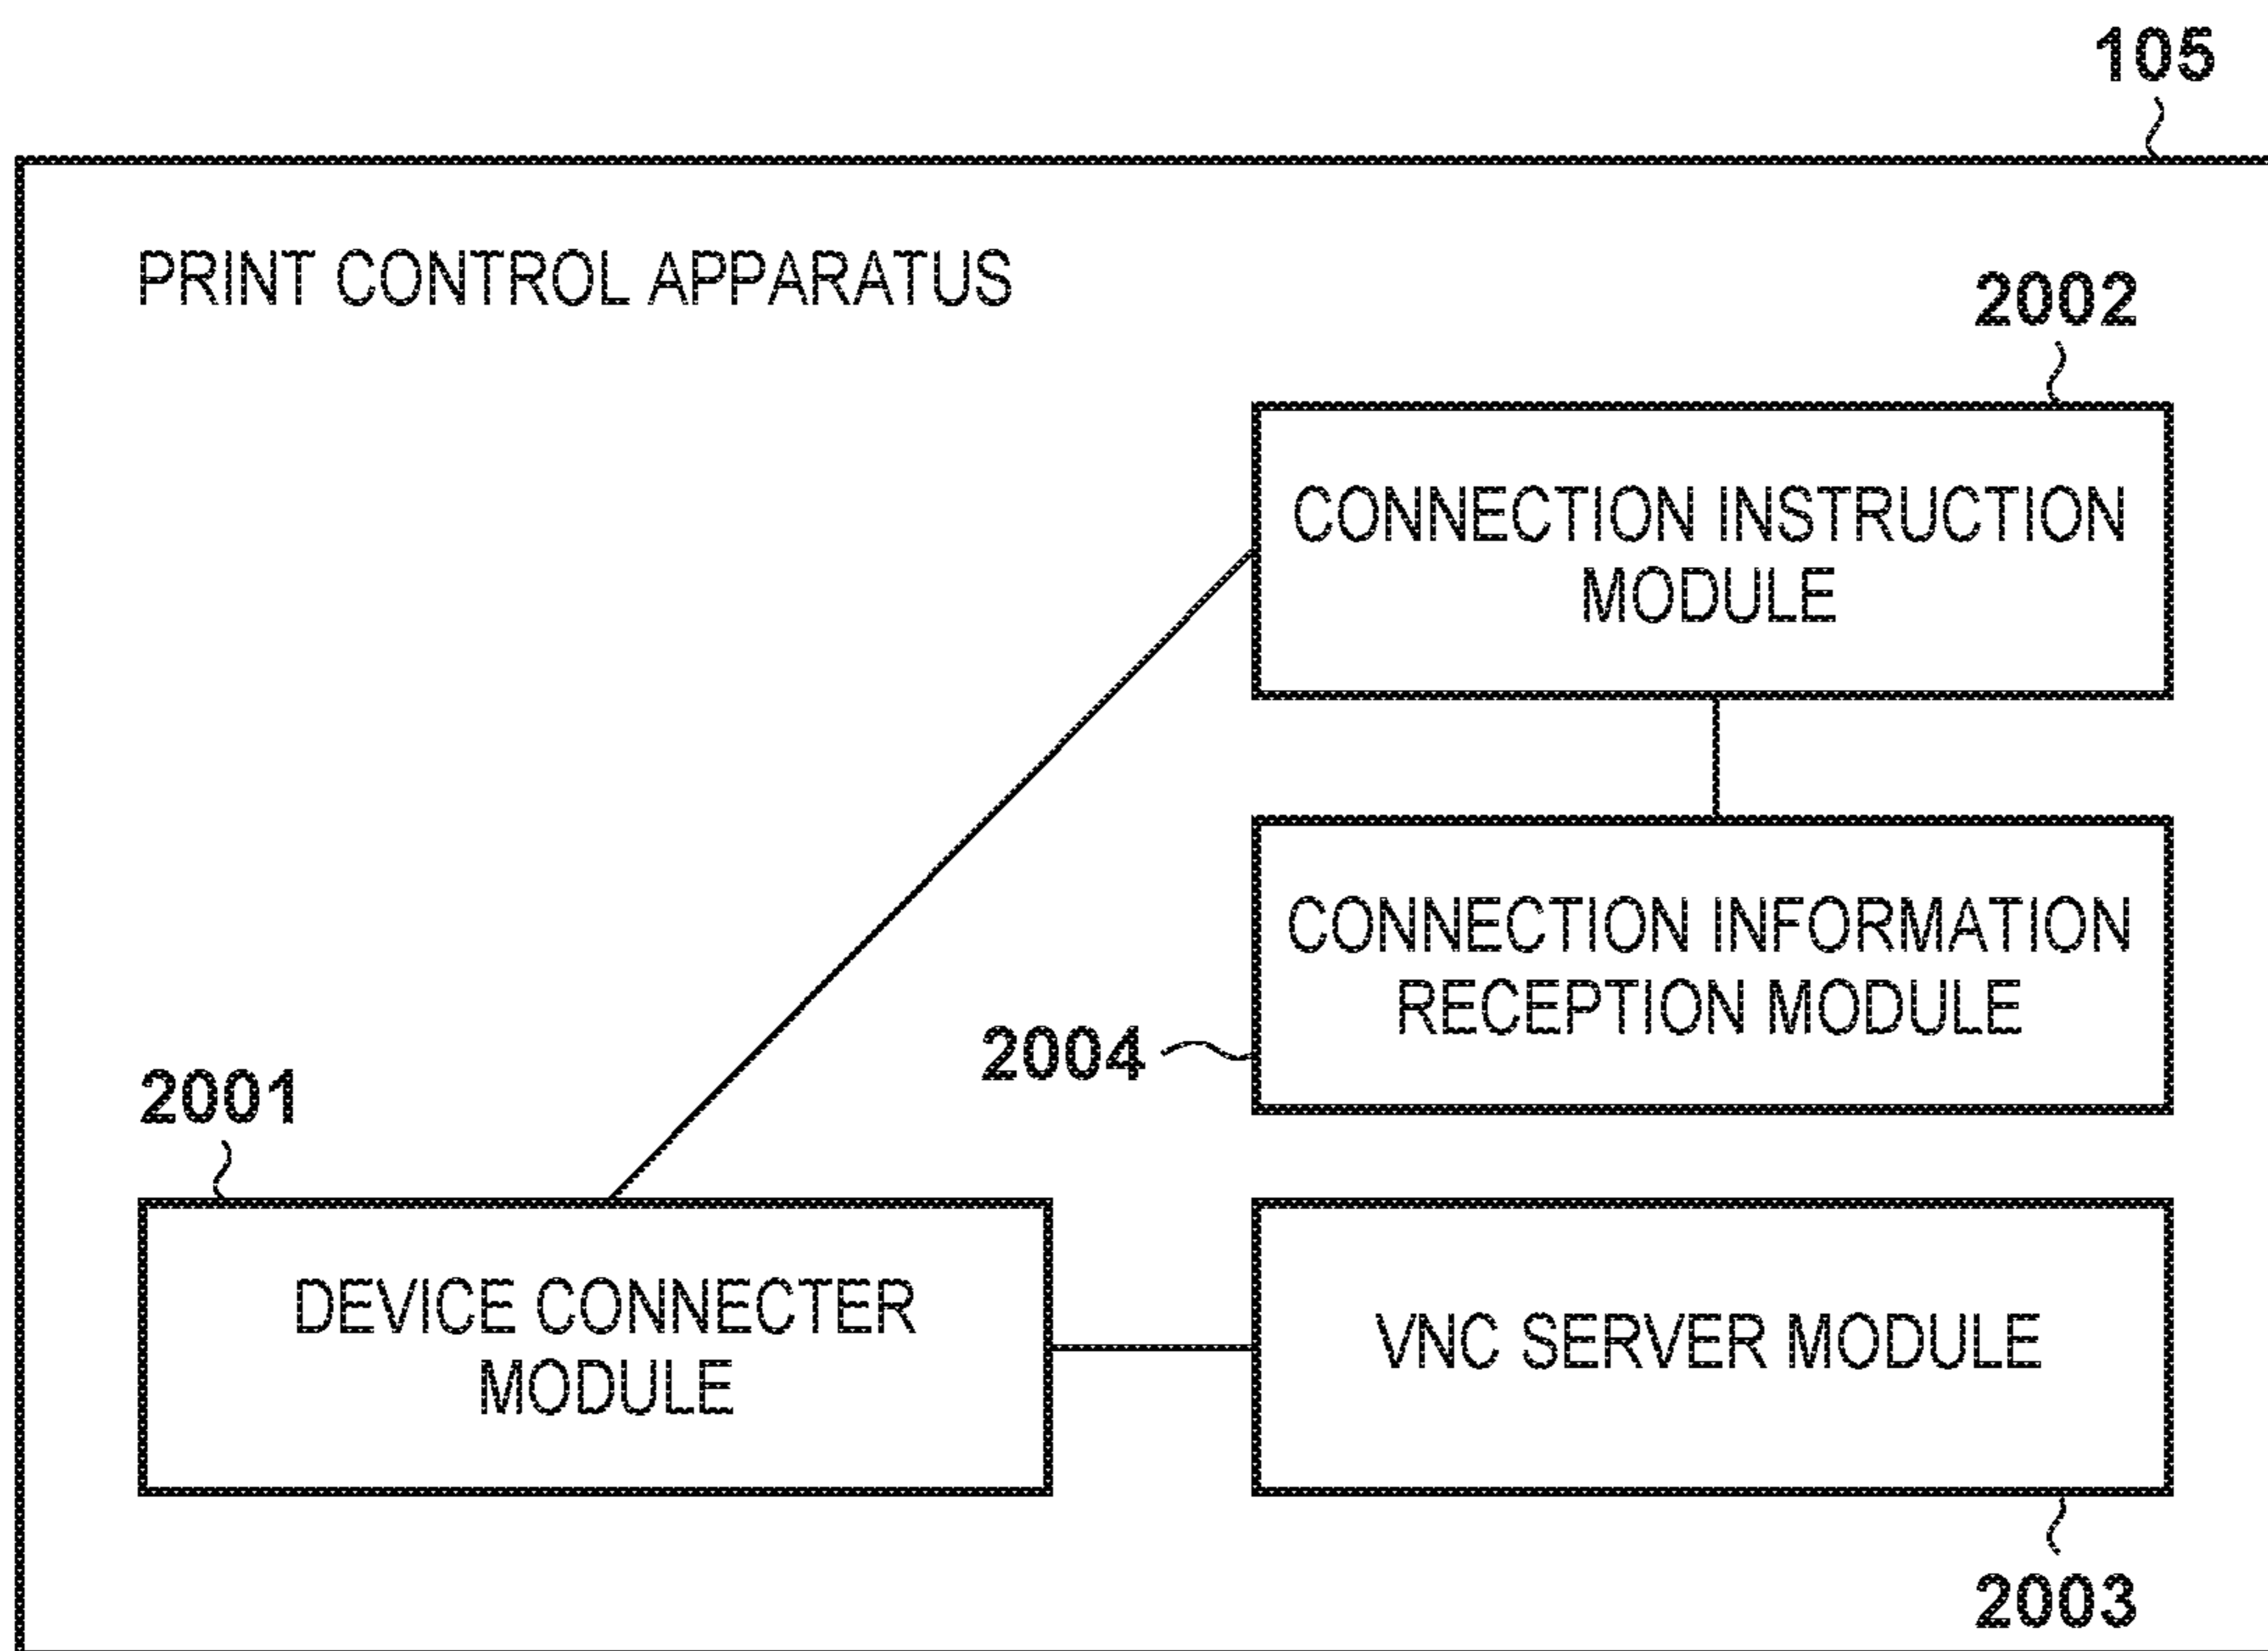 105
PRINT CONTROL APPARATUS
2002
CONNECTION INSTRUCTION
MODULE
CONNECTION INFORMATION
RECEPTION MODULE
2004
2001
DEVICE CONNECTER
MODULE
VNC SERVER MODULE
2003